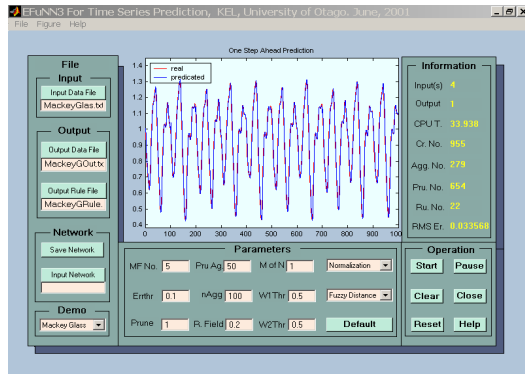 EFuNN3 For Time Series Prediction, KEL, University of Otago. June, 2001
File Figure Help
File
Input
Input Data File
MackeyGlas.txt
Output
Output Data File
MackeyGOut.tx
Output Rule File
MackeyGRule.
Network
Save Network
Input Network
Demo
Mackey Glass
One Step Ahead Prediction
real
predicated
1.4
1.3
1.2
1.1
1
0.9
0.8
0.7
0.6
0.5
0.4
0 100 200 300 400 500 600 700 800 900 1000
Parameters
MF No. 5 Pru Ag. 50 M of N 1 Normalization
Errthr 0.1 nAgg 100 W1Thr 0.5 Fuzzy Distance
Prune 1 R. Field 0.2 W2Thr 0.5 Default
Information
Input(s) 4
Output 1
CPU T. 33.938
Cr. No. 955
Agg. No. 279
Pru. No. 654
Ru. No. 22
RMS Er. 0.033568
Operation
Start Pause
Clear Close
Reset Help